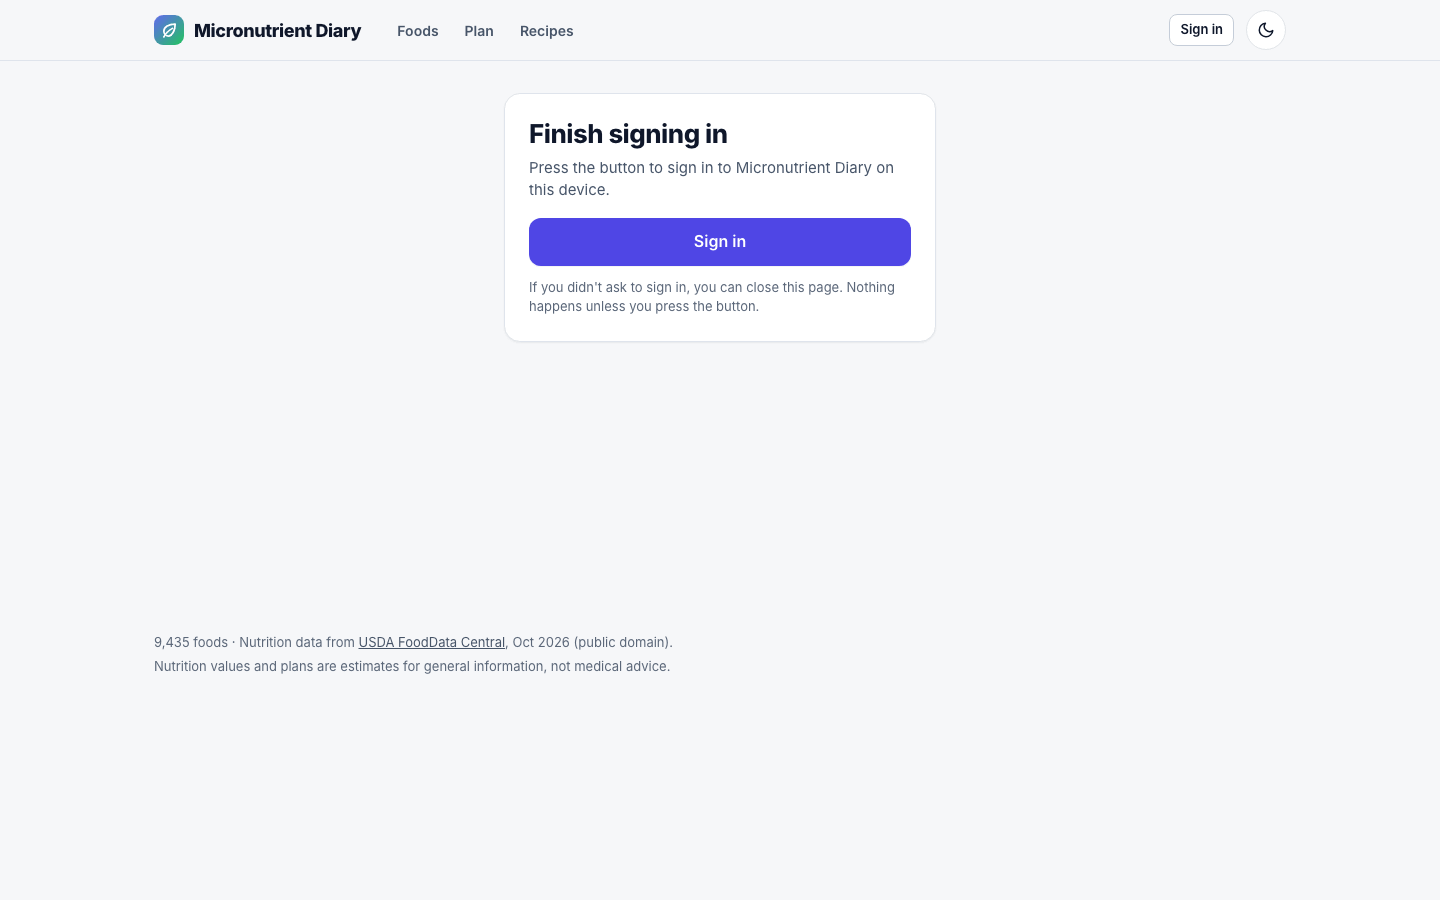 Micronutrient Diary
Foods
Plan
Recipes
Sign in
Finish signing in
Press the button to sign in to Micronutrient Diary on
this device.
Sign in
If you didn't ask to sign in, you can close this page. Nothing
happens unless you press the button.
9,435 foods · Nutrition data from USDA FoodData Central, Oct 2026 (public domain).
Nutrition values and plans are estimates for general information, not medical advice.